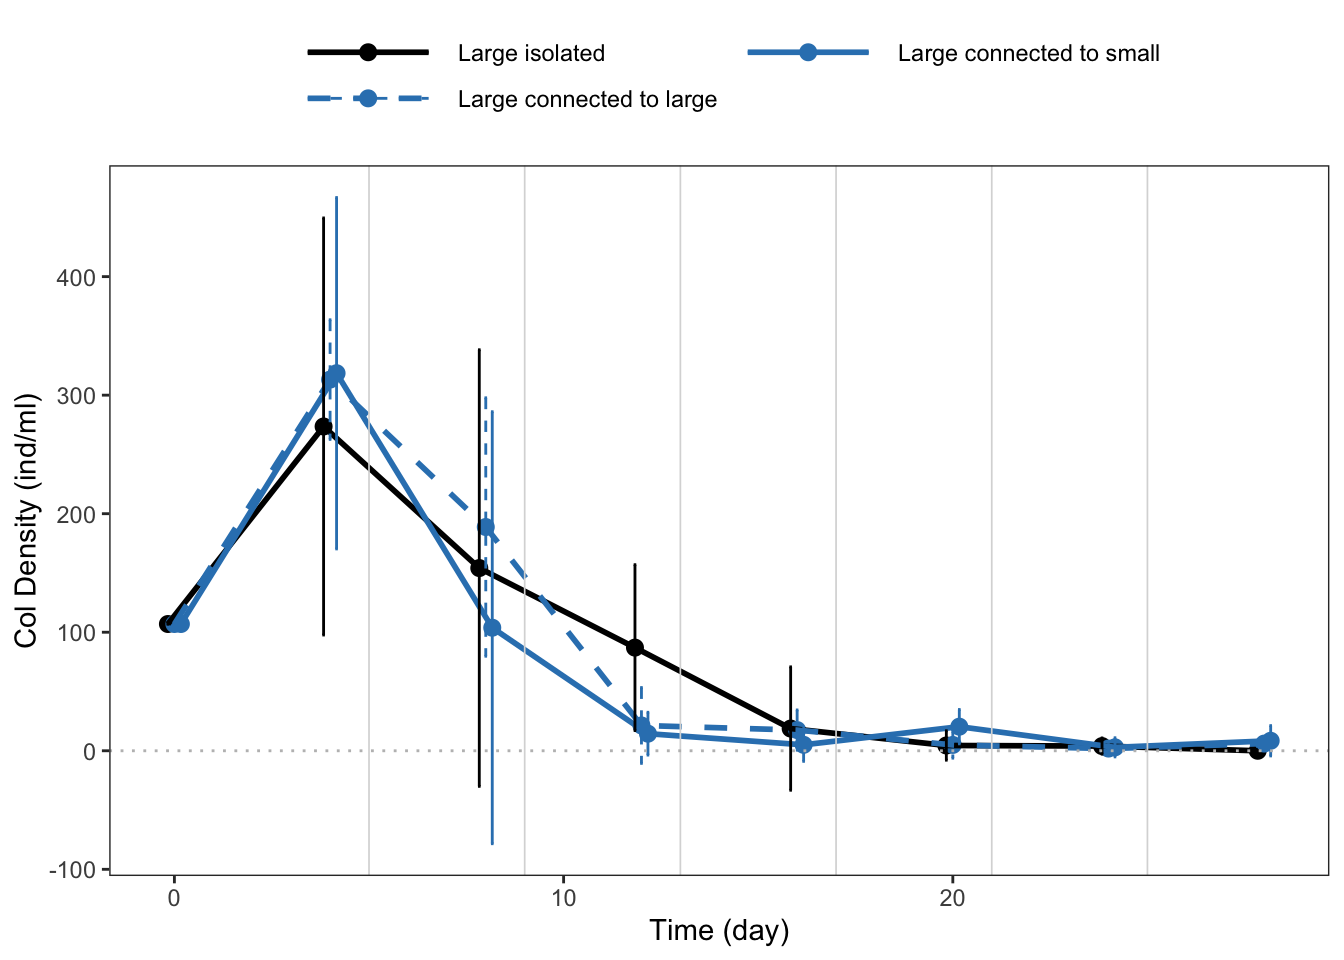 Large isolated
Large connected to small
Large connected to large
Col Density (ind/ml)
400
300
200
100
0
-100
0
10
20
Time (day)